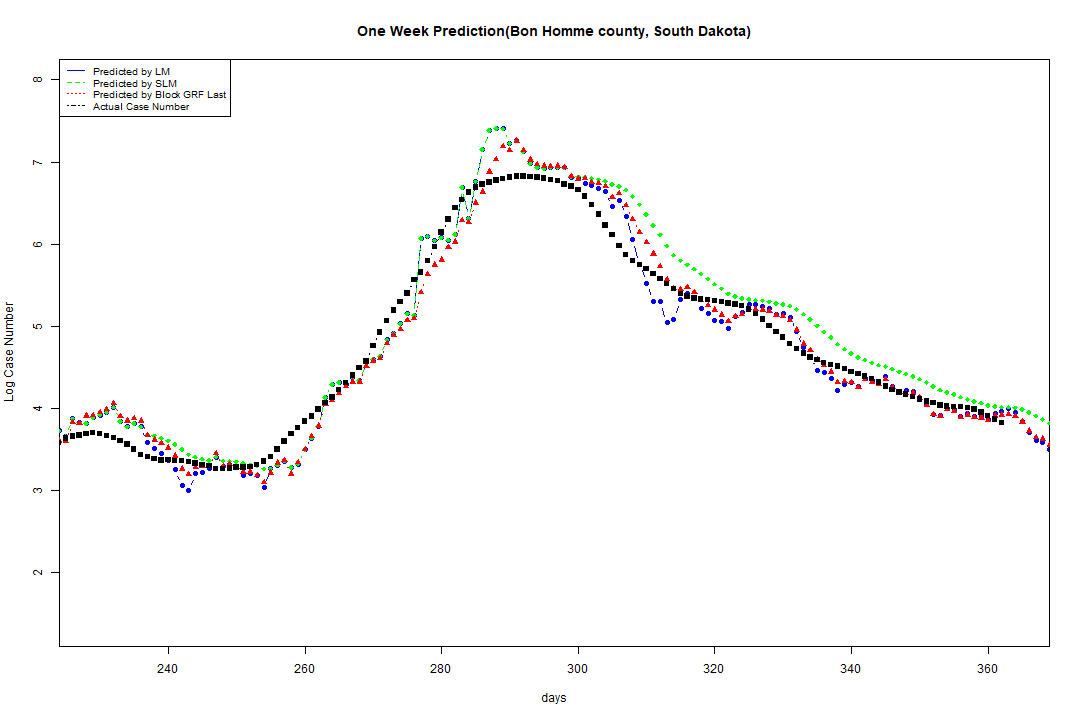 One Week Prediction(Bon Homme county, South Dakota)
Predicted by LM
Predicted by SLM
Predicted by Block GRF Last
Actual Case Number
Log Case Number
8
7
6
5
4
3
2
240 260 280 300 320 340 360
days